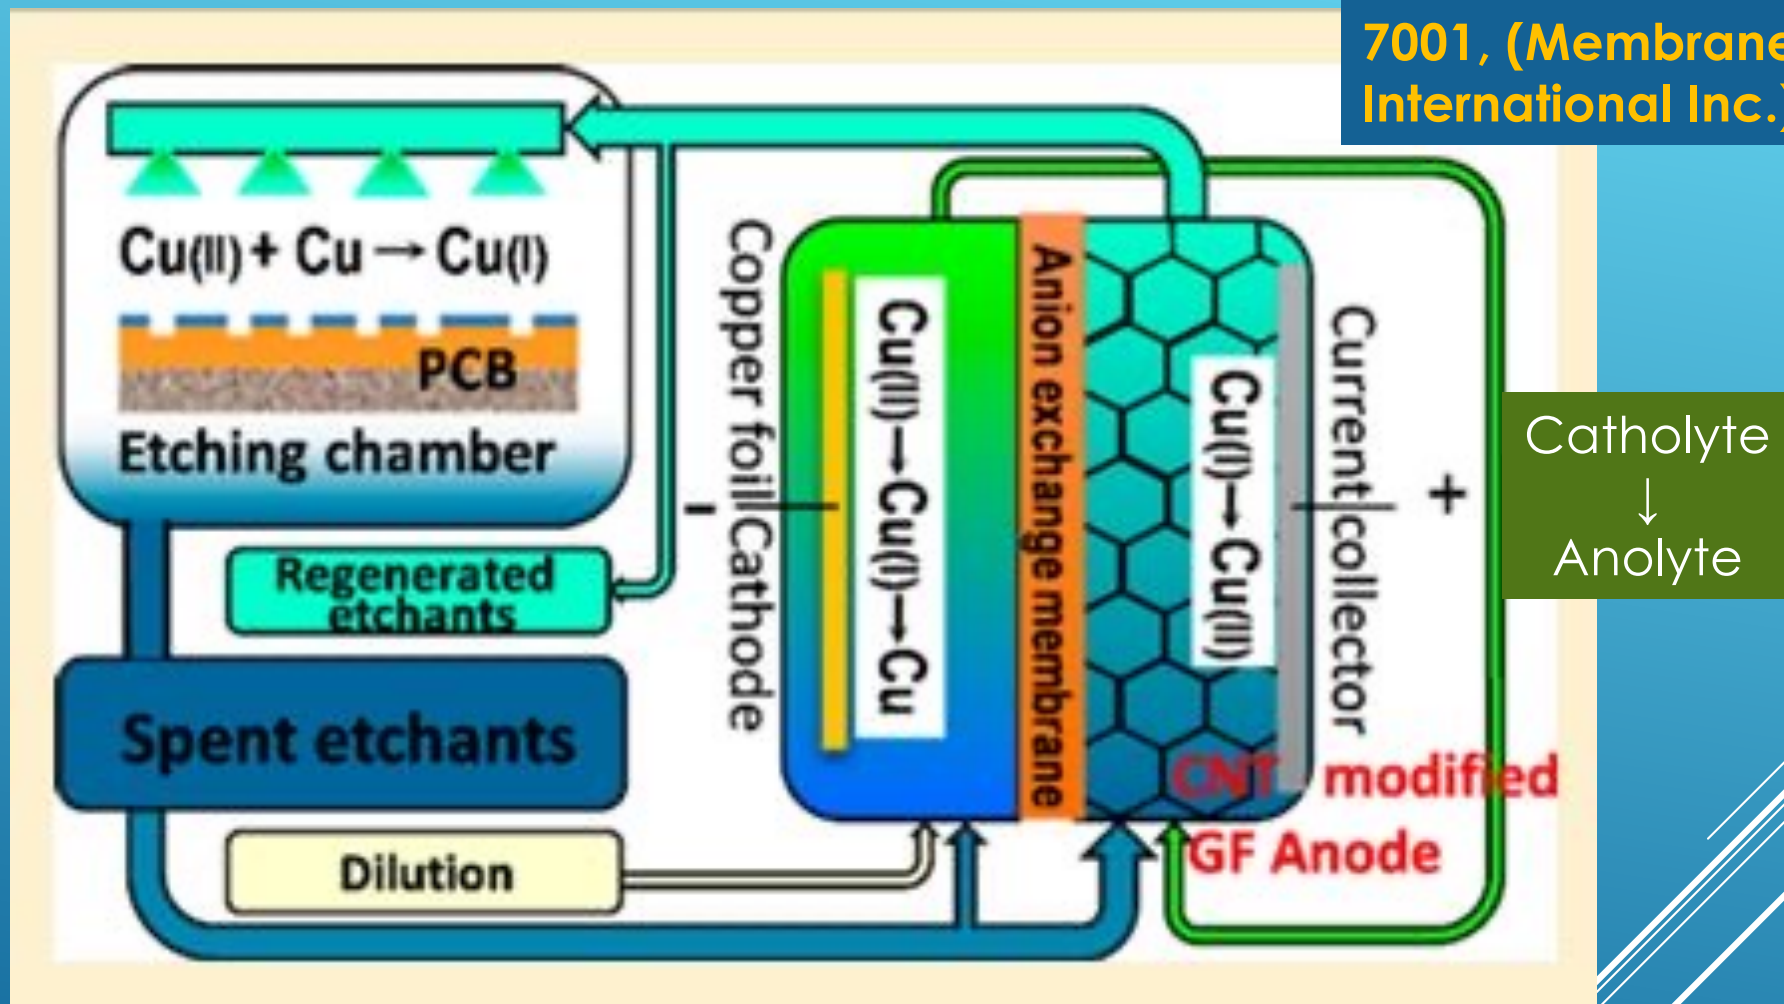 7001, (Membrane
International Inc.)
Cu(II) + Cu → Cu(I)
PCB
Etching chamber
Regenerated
etchants
Spent etchants
Dilution
-
Copper foil Cathode
Cu(II)→Cu(I)→Cu
Anion exchange membrane
Cu(I)→Cu(II)
Current collector
+
CNT modified
GF Anode
Catholyte
↓
Anolyte